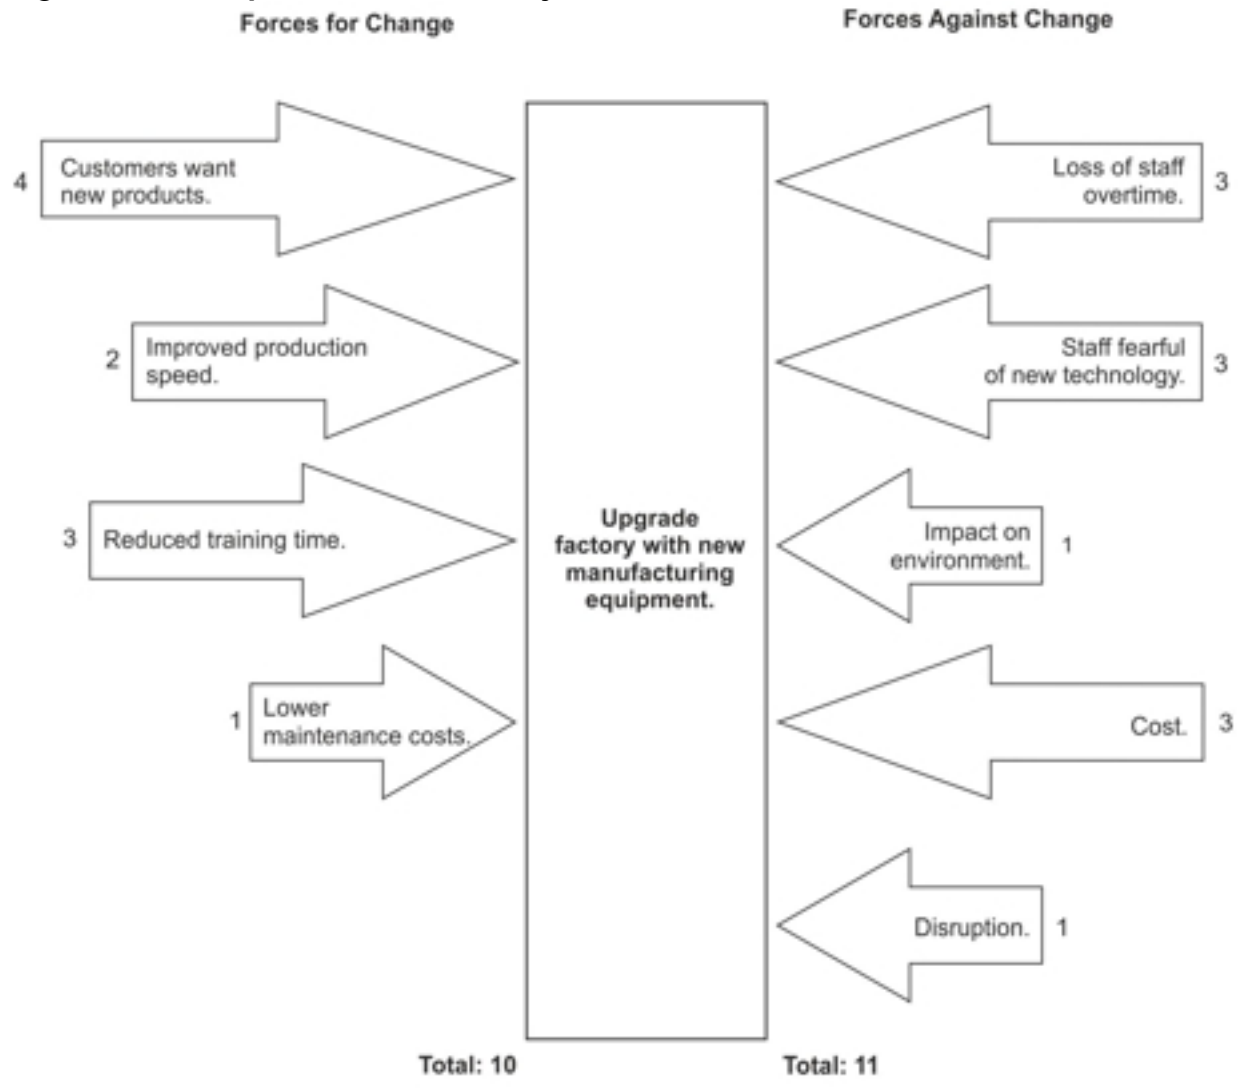 Forces for Change
Forces Against Change
4
Customers want
new products.
Loss of staff
overtime.
3
2
Improved production
speed.
Staff fearful
of new technology.
3
3
Reduced training time.
Upgrade
factory with new
manufacturing
equipment.
Impact on
environment.
1
1
Lower
maintenance costs.
Cost.
3
Disruption.
1
Total: 10
Total: 11